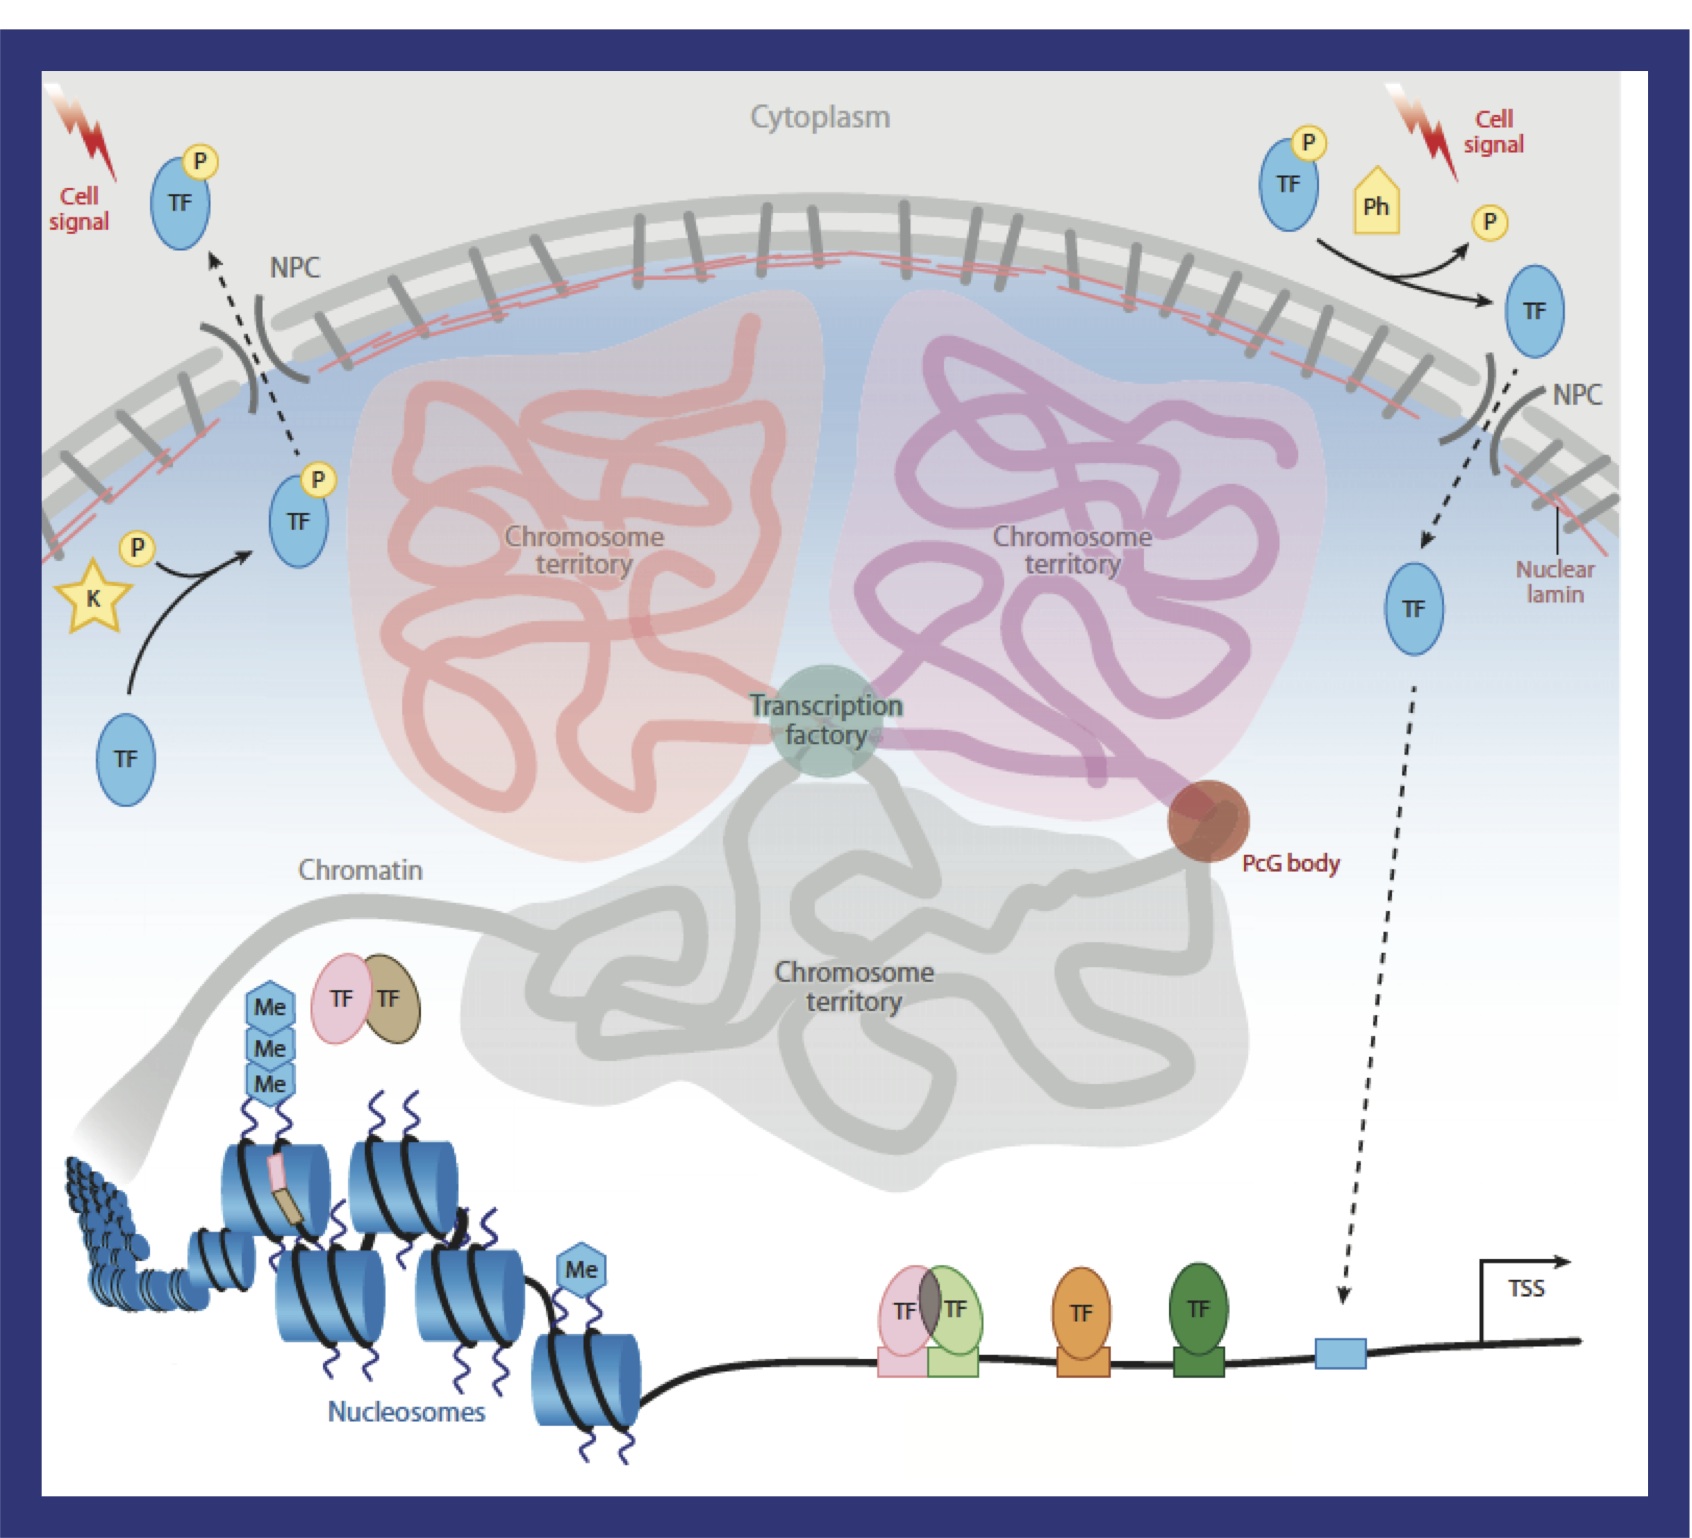 Cytoplasm
Cell
signal
P
TF
NPC
P
TF
P
K
TF
Cell
signal
P
TF
Ph
P
TF
NPC
Nuclear
lamin
TF
Chromosome
territory
Chromosome
territory
Transcription
factory
PcG body
Chromatin
Chromosome
territory
TF TF
Me
Me
Me
Me
Nucleosomes
TF TF
TF
TF
TSS